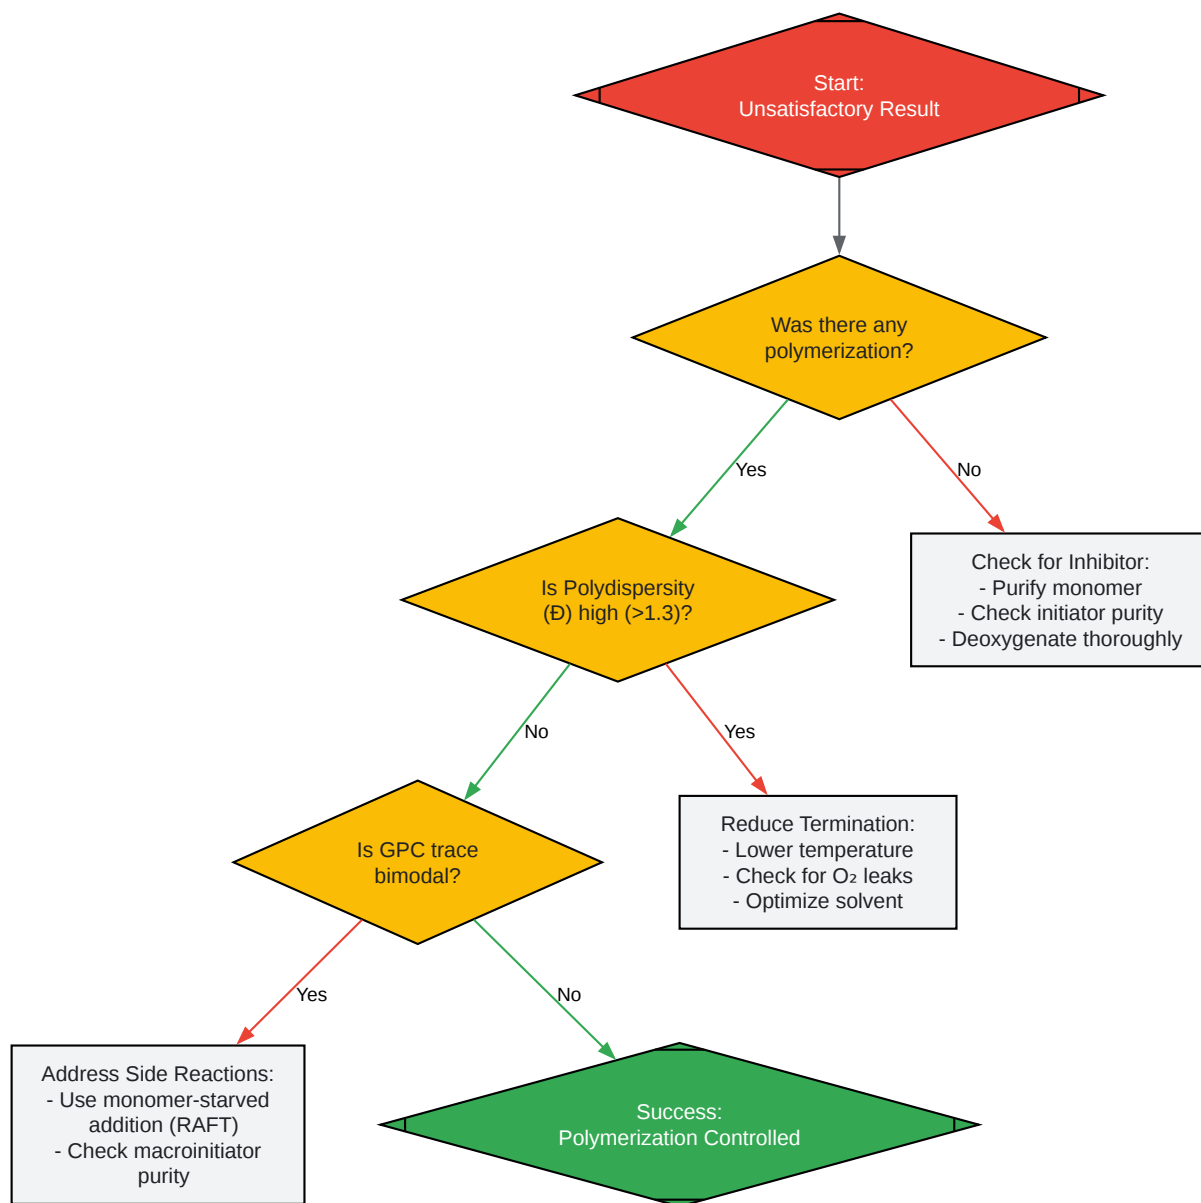 Start:
Unsatisfactory Result
Was there any
polymerization?
Yes
No
Is Polydispersity
(Đ) high (>1.3)?
Check for Inhibitor:
- Purify monomer
- Check initiator purity
- Deoxygenate thoroughly
No
Yes
Is GPC trace
bimodal?
Reduce Termination:
- Lower temperature
- Check for O₂ leaks
- Optimize solvent
Yes
No
Address Side Reactions:
- Use monomer-starved
addition (RAFT)
- Check macroinitiator
purity
Success:
Polymerization Controlled